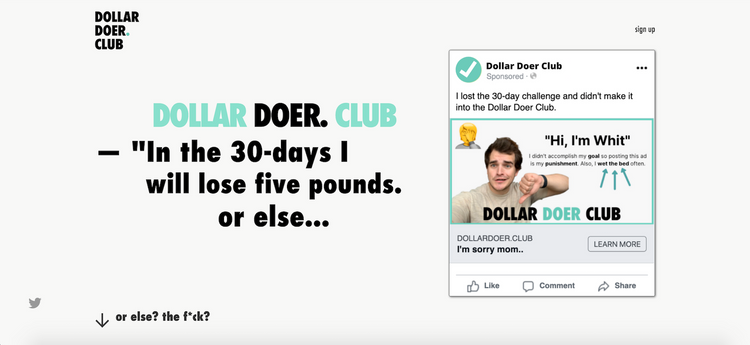 DOLLAR
DOER.
CLUB
sign up
DOLLAR DOER. CLUB
— "In the 30-days I
will lose five pounds.
or else...
or else? the f*ck?
Dollar Doer Club
Sponsored ·
I lost the 30-day challenge and didn't make it
into the Dollar Doer Club.
"Hi, I'm Whit"
I didn't accomplish my goal so posting this ad
is my punishment. Also, I wet the bed often.
DOLLAR DOER CLUB
DOLLARDOER.CLUB
I'm sorry mom..
LEARN MORE
Like
Comment
Share